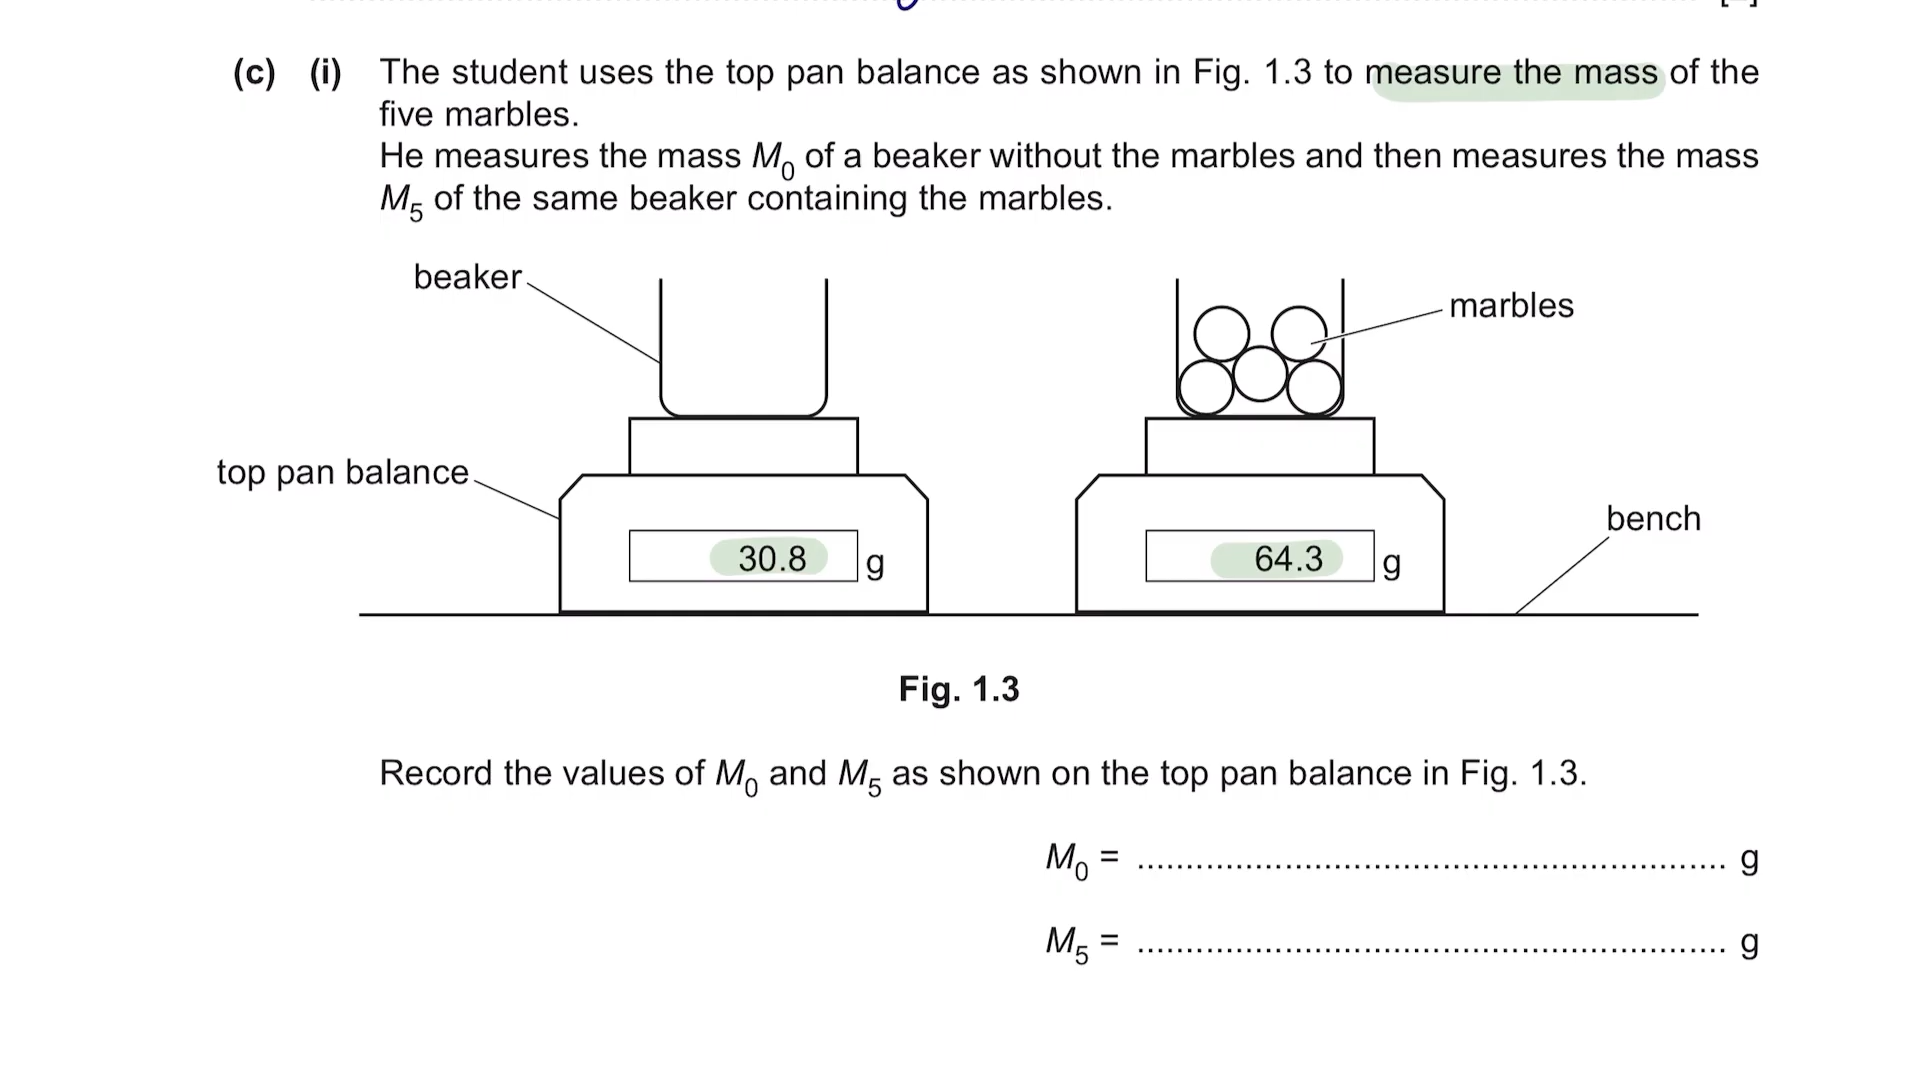 (c) (i) The student uses the top pan balance as shown in Fig. 1.3 to measure the mass of the
five marbles.
He measures the mass M₀ of a beaker without the marbles and then measures the mass
M₅ of the same beaker containing the marbles.
beaker
marbles
top pan balance
bench
30.8 g
64.3 g
Fig. 1.3
Record the values of M₀ and M₅ as shown on the top pan balance in Fig. 1.3.
M₀ = ............................................................. g
M₅ = ............................................................. g